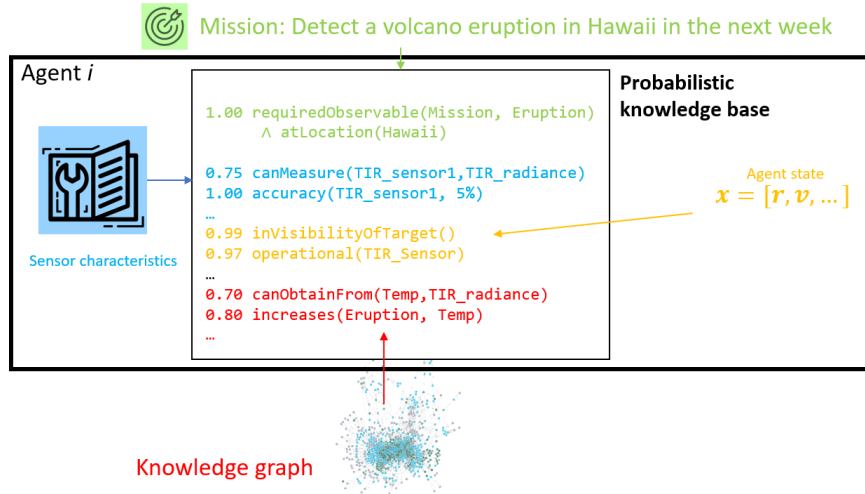 Mission: Detect a volcano eruption in Hawaii in the next week
Agent i
Probabilistic
knowledge base
1.00 requiredObservable(Mission, Eruption)
∧ atLocation(Hawaii)
0.75 canMeasure(TIR_sensor1,TIR_radiance)
1.00 accuracy(TIR_sensor1, 5%)
…
0.99 inVisibilityOfTarget()
0.97 operational(TIR_Sensor)
…
0.70 canObtainFrom(Temp,TIR_radiance)
0.80 increases(Eruption, Temp)
…
Sensor characteristics
Agent state
x = [r, v, … ]
Knowledge graph